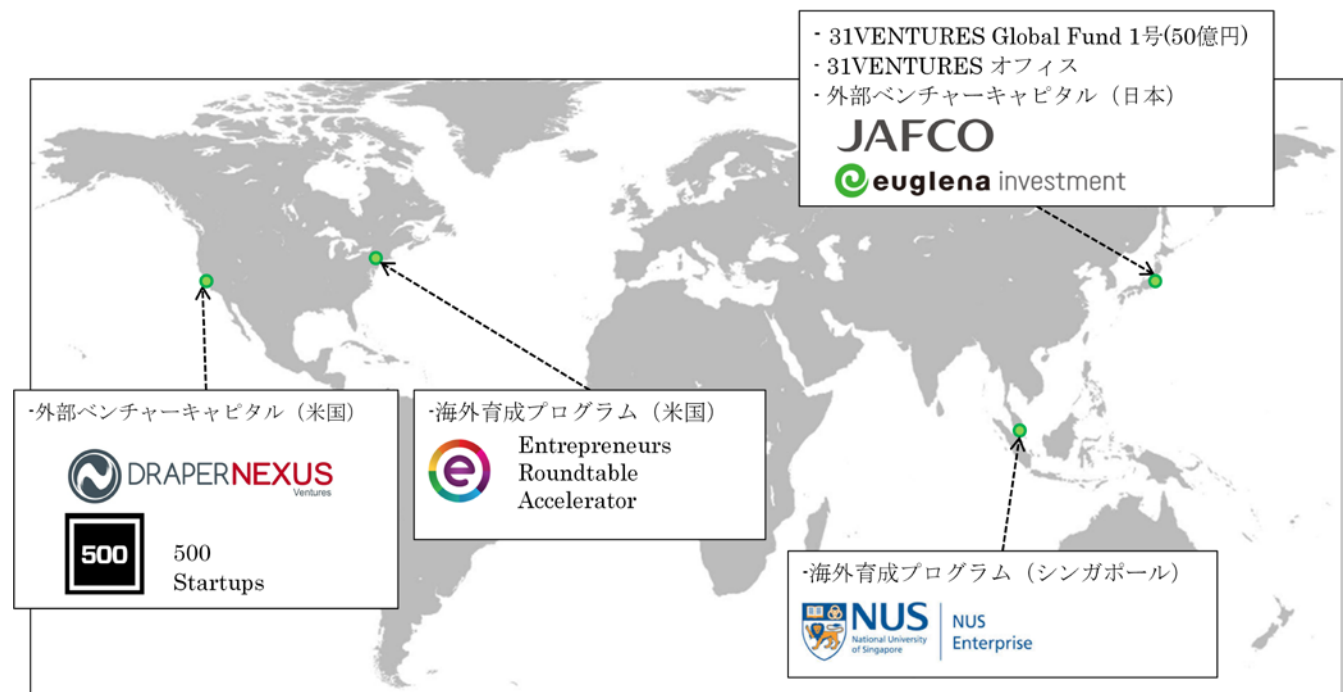 - 31VENTURES Global Fund 1号(50億円)
- 31VENTURES オフィス
- 外部ベンチャーキャピタル（日本）
JAFCO
euglena investment
-外部ベンチャーキャピタル（米国）
DRAPERNEXUS
Ventures
500
500
Startups
-海外育成プログラム（米国）
e
Entrepreneurs
Roundtable
Accelerator
-海外育成プログラム（シンガポール）
NUS
National University
of Singapore
NUS
Enterprise